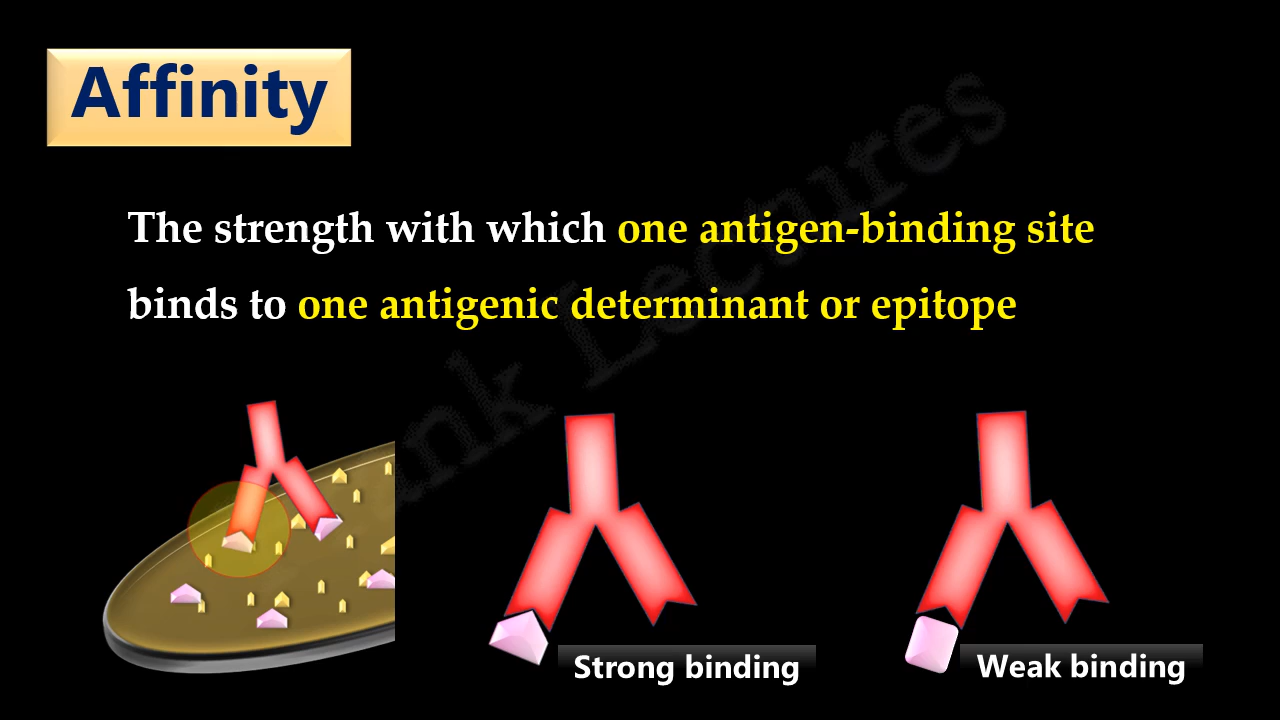 Affinity
The strength with which one antigen-binding site
binds to one antigenic determinant or epitope
Strong binding
Weak binding